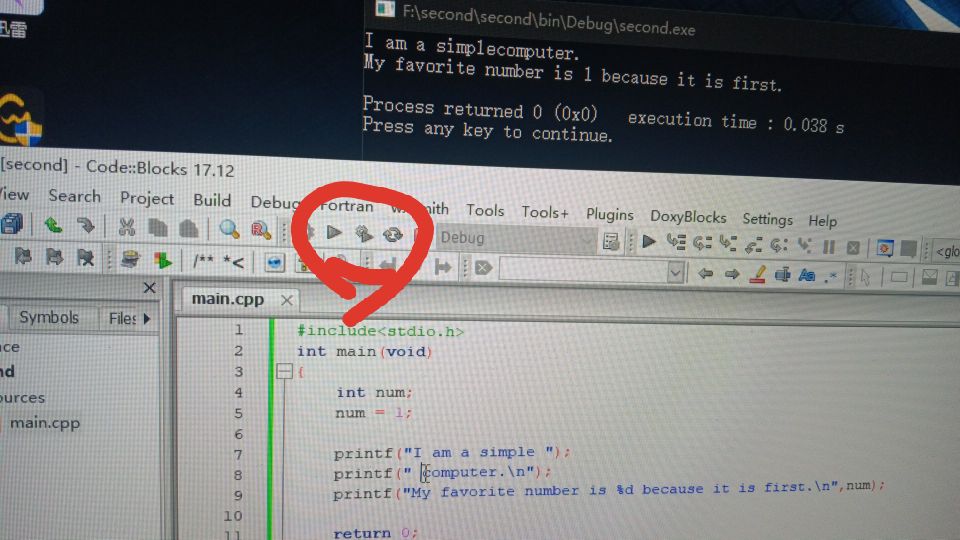 迅雷
F:\second\second\bin\Debug\second.exe
I am a simplecomputer.
My favorite number is 1 because it is first.
Process returned 0 (0x0) execution time : 0.038 s
Press any key to continue.
[second] - Code::Blocks 17.12
View Search Project Build Debug Fortran Tools Tools+ Plugins DoxyBlocks Settings Help
Debug
/** *<
<glo
Aa .*
main.cpp
Symbols Files
1 #include<stdio.h>
2 int main(void)
3 {
4 int num;
5 num = 1;
6
7 printf("I am a simple ");
8 printf(" computer.\n");
9 printf("My favorite number is %d because it is first.\n",num);
10
11 return 0;
ources
main.cpp